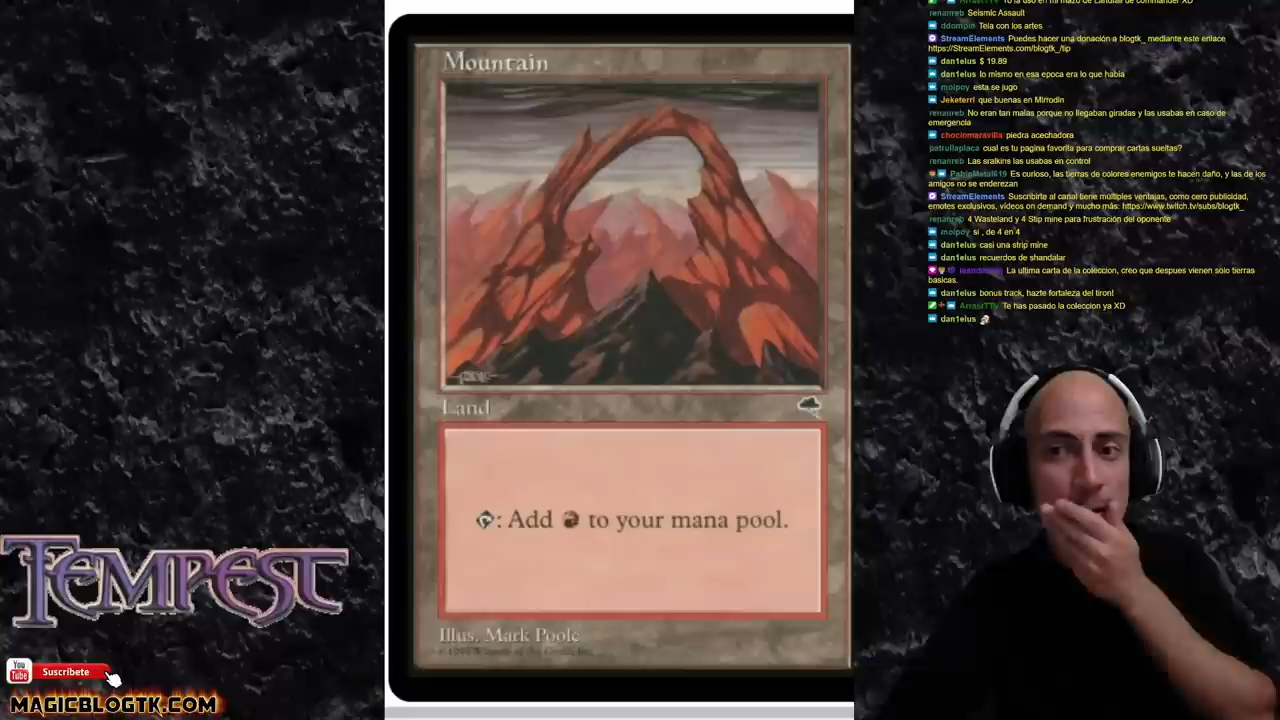 Mountain
Land
: Add to your mana pool.
Illus. Mark Poole
TEMPEST
You
Tube
Suscríbete
MAGICBLOGTK.COM
renanreb Seismic Assault
ddompin Tela con los artes
StreamElements Puedes hacer una donación a blogtk_ mediante este enlace
https://StreamElements.com/blogtk_/tip
dan1elus $ 19.89
dan1elus lo mismo en esa epoca era lo que habia
moipoy esta se jugo
Jeketerri que buenas en Mirrodin
renanreb No eran tan malas porque no llegaban giradas y las usabas en caso de
emergencia
chociomaravilla piedra acechadora
patrullaplaca cual es tu pagina favorita para comprar cartas sueltas?
renanreb Las sralkins las usabas en control
PabloMetal619 Es curioso, las tierras de colores enemigos te hacen daño, y las de los
amigos no se enderezan
StreamElements Suscribirte al canal tiene múltiples ventajas, como cero publicidad,
emotes exclusivos, vídeos on demand y mucho más: https://www.twitch.tv/subs/blogtk_
renanreb 4 Wasteland y 4 Stip mine para frustración del oponente
moipoy si , de 4 en 4
dan1elus casi una strip mine
dan1elus recuerdos de shandalar
La ultima carta de la coleccion, creo que despues vienen solo tierras
basicas.
dan1elus bonus track, hazte fortaleza del tiron!
ArrastTV Te has pasado la coleccion ya XD
dan1elus